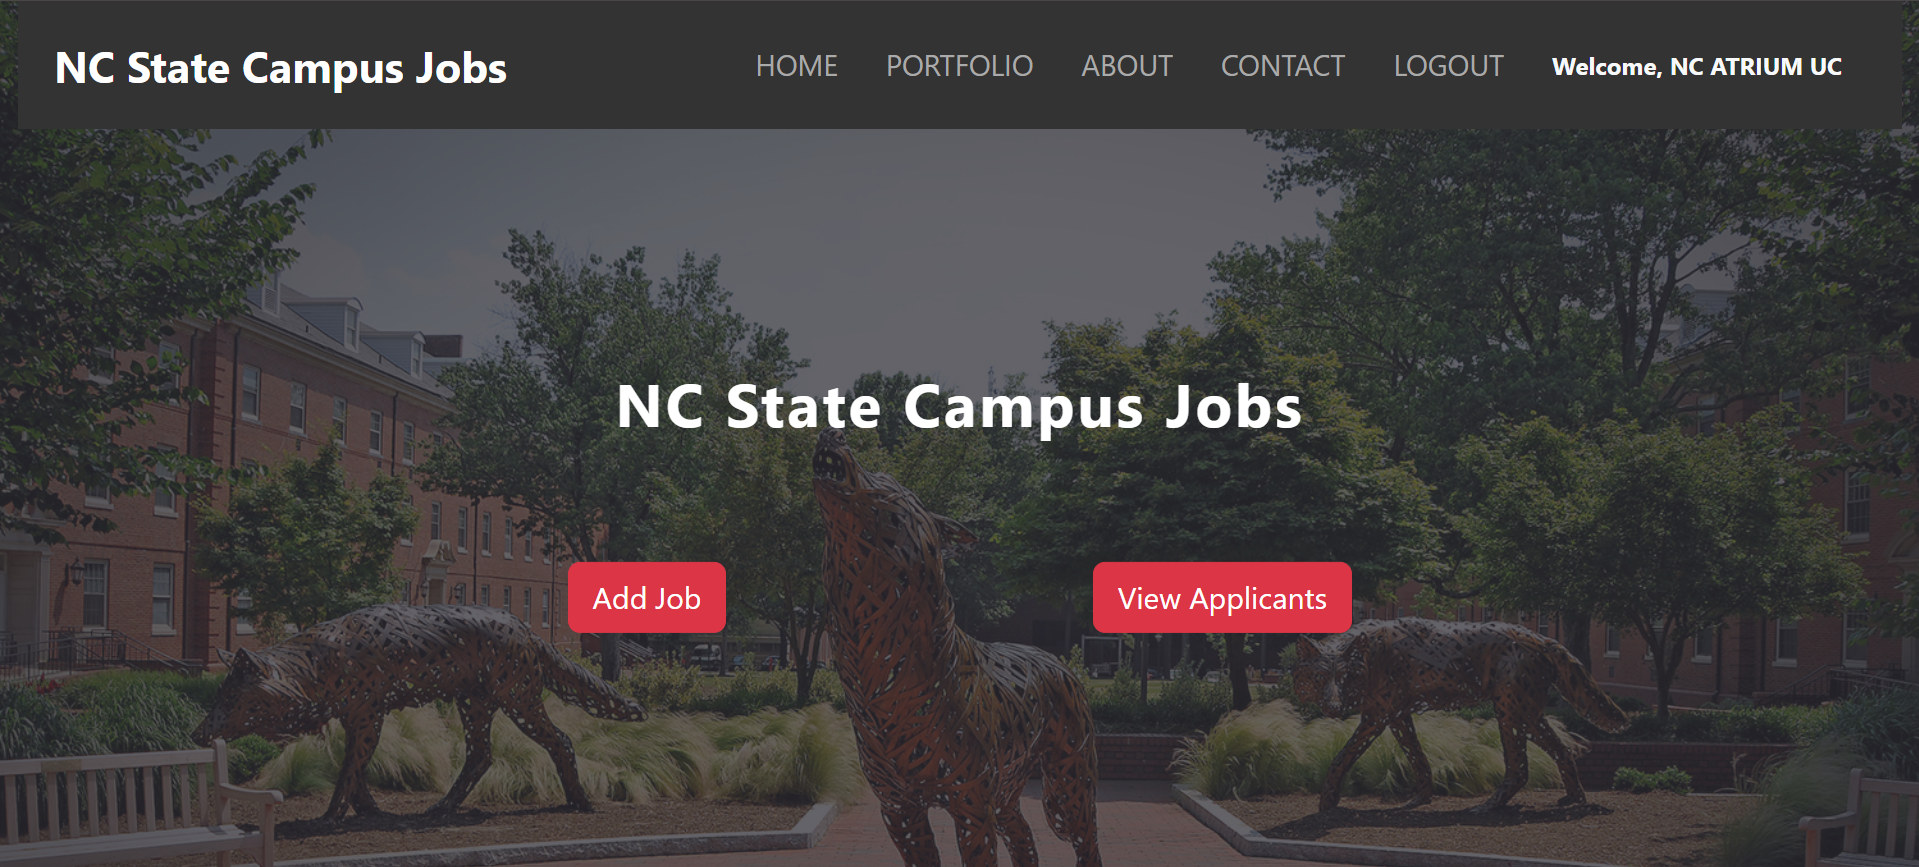 NC State Campus Jobs
HOME PORTFOLIO ABOUT CONTACT LOGOUT Welcome, NC ATRIUM UC
NC State Campus Jobs
Add Job
View Applicants